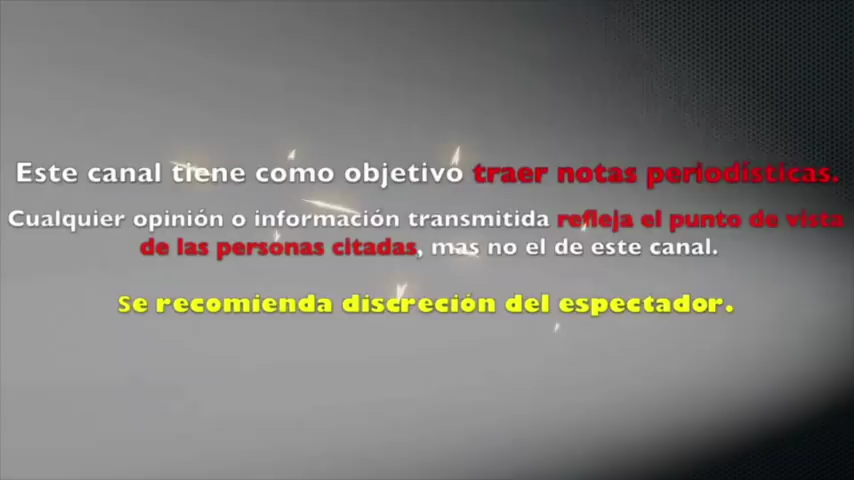 Este canal tiene como objetivo traer notas periodísticas.
Cualquier opinión o información transmitida refleja el punto de vista
de las personas citadas, mas no el de este canal.
Se recomienda discreción del espectador.